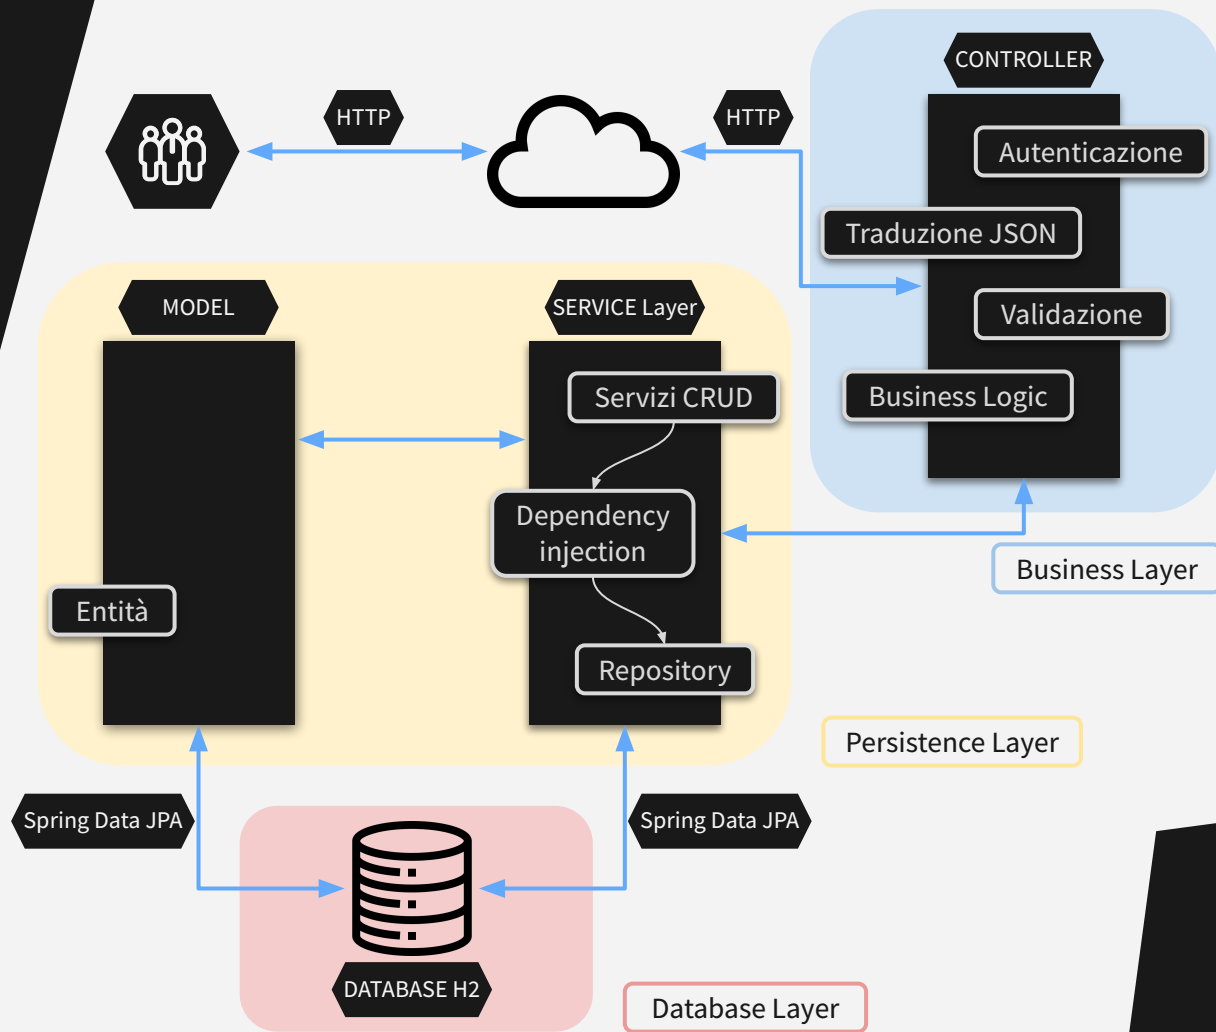 CONTROLLER
HTTP
HTTP
Autenticazione
Traduzione JSON
Validazione
Business Logic
MODEL
SERVICE Layer
Servizi CRUD
Dependency
injection
Repository
Entità
Business Layer
Persistence Layer
Spring Data JPA
Spring Data JPA
DATABASE H2
Database Layer